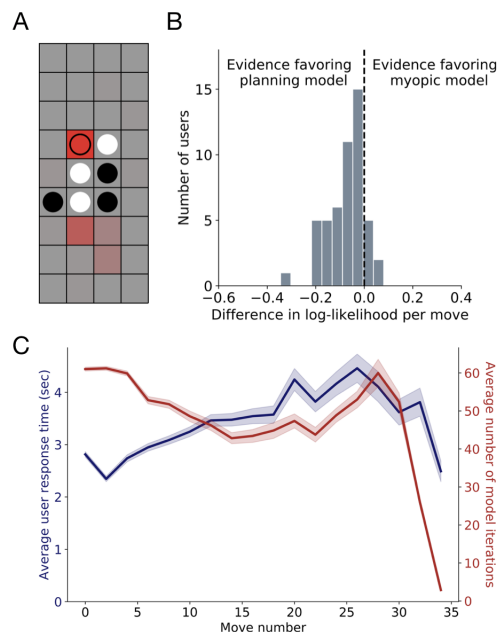 A
B
Evidence favoring
planning model
Evidence favoring
myopic model
Number of users
15
10
5
0
−0.6 −0.4 −0.2 0.0 0.2 0.4
Difference in log-likelihood per move
C
Average user response time (sec)
4
3
2
1
0
Average number of
model iterations
60
50
40
30
20
10
0
0 5 10 15 20 25 30 35
Move number